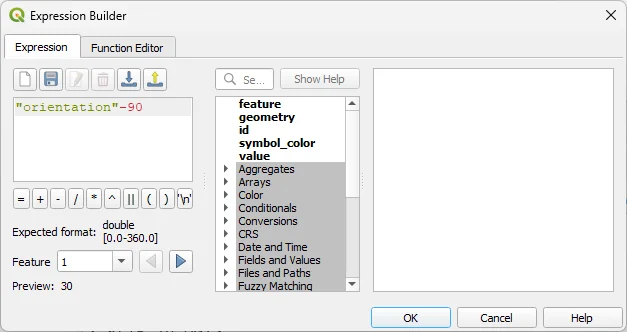 Expression Builder
Expression
Function Editor
Se...
Show Help
"orientation"-90
feature
geometry
id
symbol_color
value
Aggregates
Arrays
Color
Conditionals
Conversions
CRS
Date and Time
Fields and Values
Files and Paths
Fuzzy Matching
= + - / * ^ || ( ) '\n'
Expected format: double
[0.0-360.0]
Feature 1
Preview: 30
OK
Cancel
Help